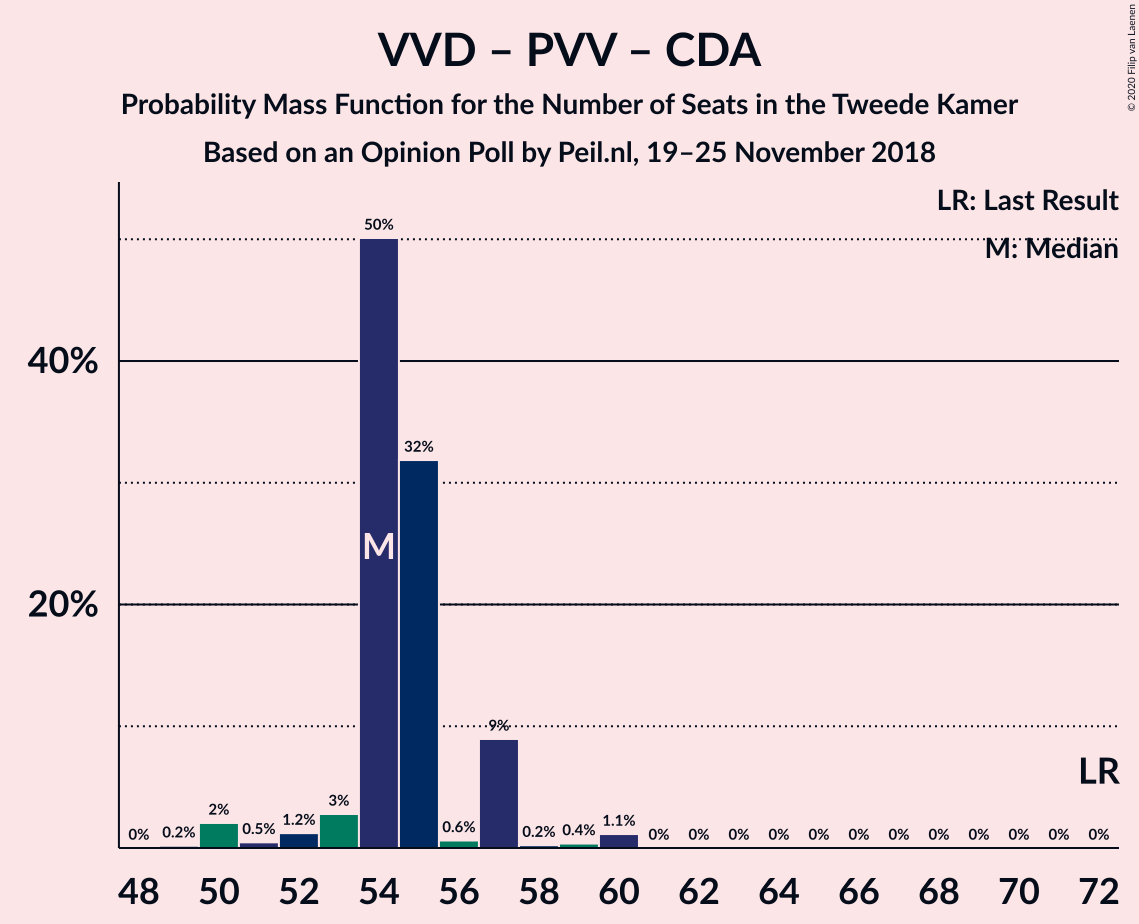 VVD – PVV – CDA
Probability Mass Function for the Number of Seats in the Tweede Kamer
Based on an Opinion Poll by Peil.nl, 19–25 November 2018
© 2020 Filip van Laenen
LR: Last Result
M: Median
50%
40%
32%
M
20%
9%
LR
0% 0.2% 2% 0.5% 1.2% 3% 0.6% 0.2% 0.4% 1.1% 0% 0% 0% 0% 0% 0% 0% 0% 0% 0% 0% 0%
48 50 52 54 56 58 60 62 64 66 68 70 72